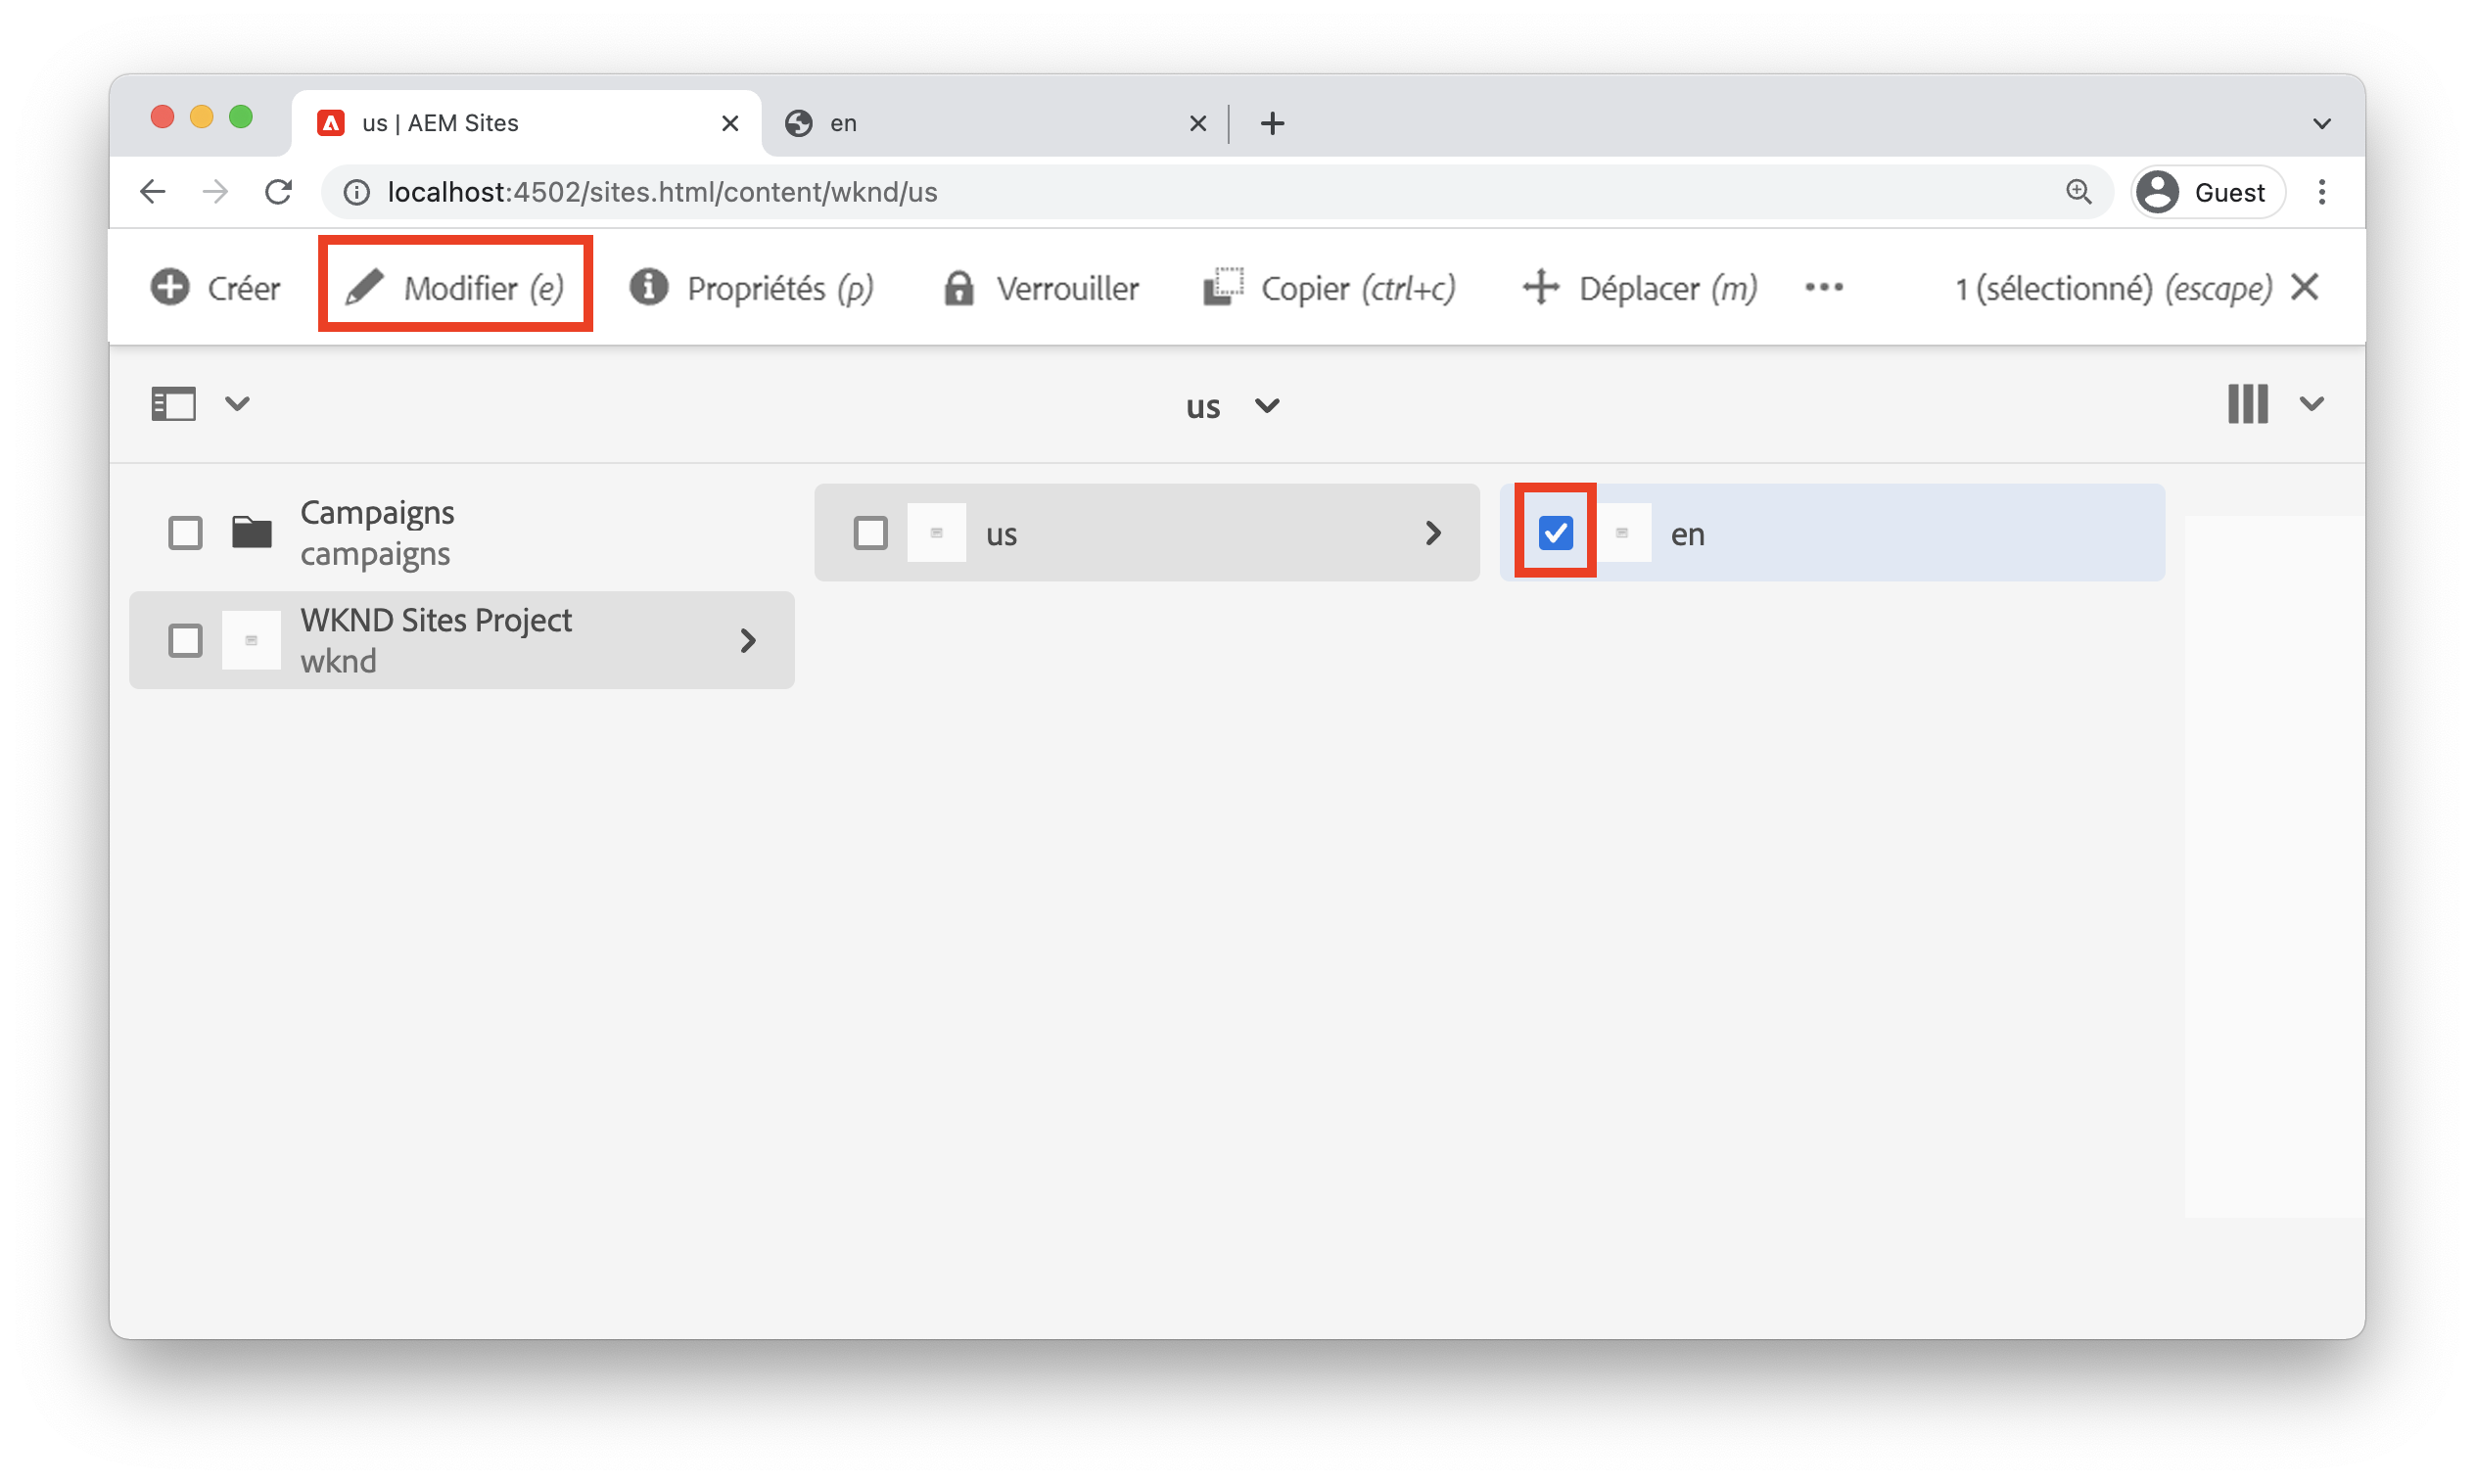 us | AEM Sites
en
localhost:4502/sites.html/content/wknd/us
Guest
Créer
Modifier (e)
Propriétés (p)
Verrouiller
Copier (ctrl+c)
Déplacer (m)
1 (sélectionné) (escape)
us
Campaigns
campaigns
WKND Sites Project
wknd
us
en